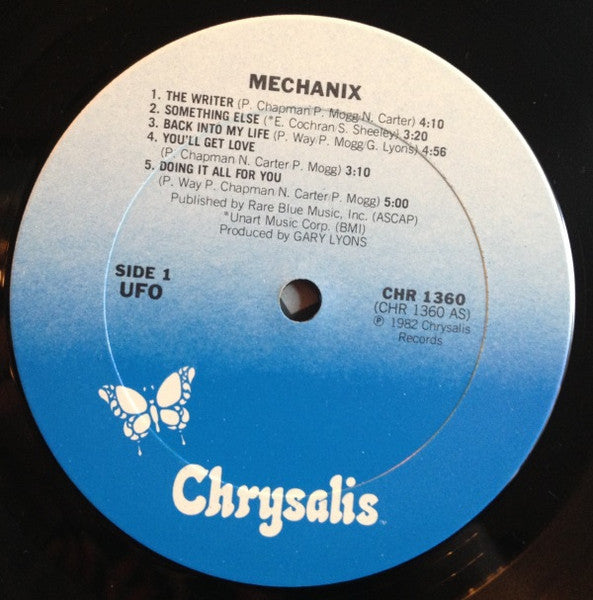 MECHANIX
1. THE WRITER (P. Chapman P. Mogg N. Carter) 4:10
2. SOMETHING ELSE (*E. Cochran S. Sheeley) 3:20
3. BACK INTO MY LIFE (P. Way P. Mogg G. Lyons) 4:56
4. YOU'LL GET LOVE
(P. Chapman N. Carter P. Mogg) 3:10
5. DOING IT ALL FOR YOU
(P. Way P. Chapman N. Carter P. Mogg) 5:00
Published by Rare Blue Music, Inc. (ASCAP)
*Unart Music Corp. (BMI)
Produced by GARY LYONS
SIDE 1
UFO
CHR 1360
(CHR 1360 AS)
℗ 1982 Chrysalis
Records
Chrysalis